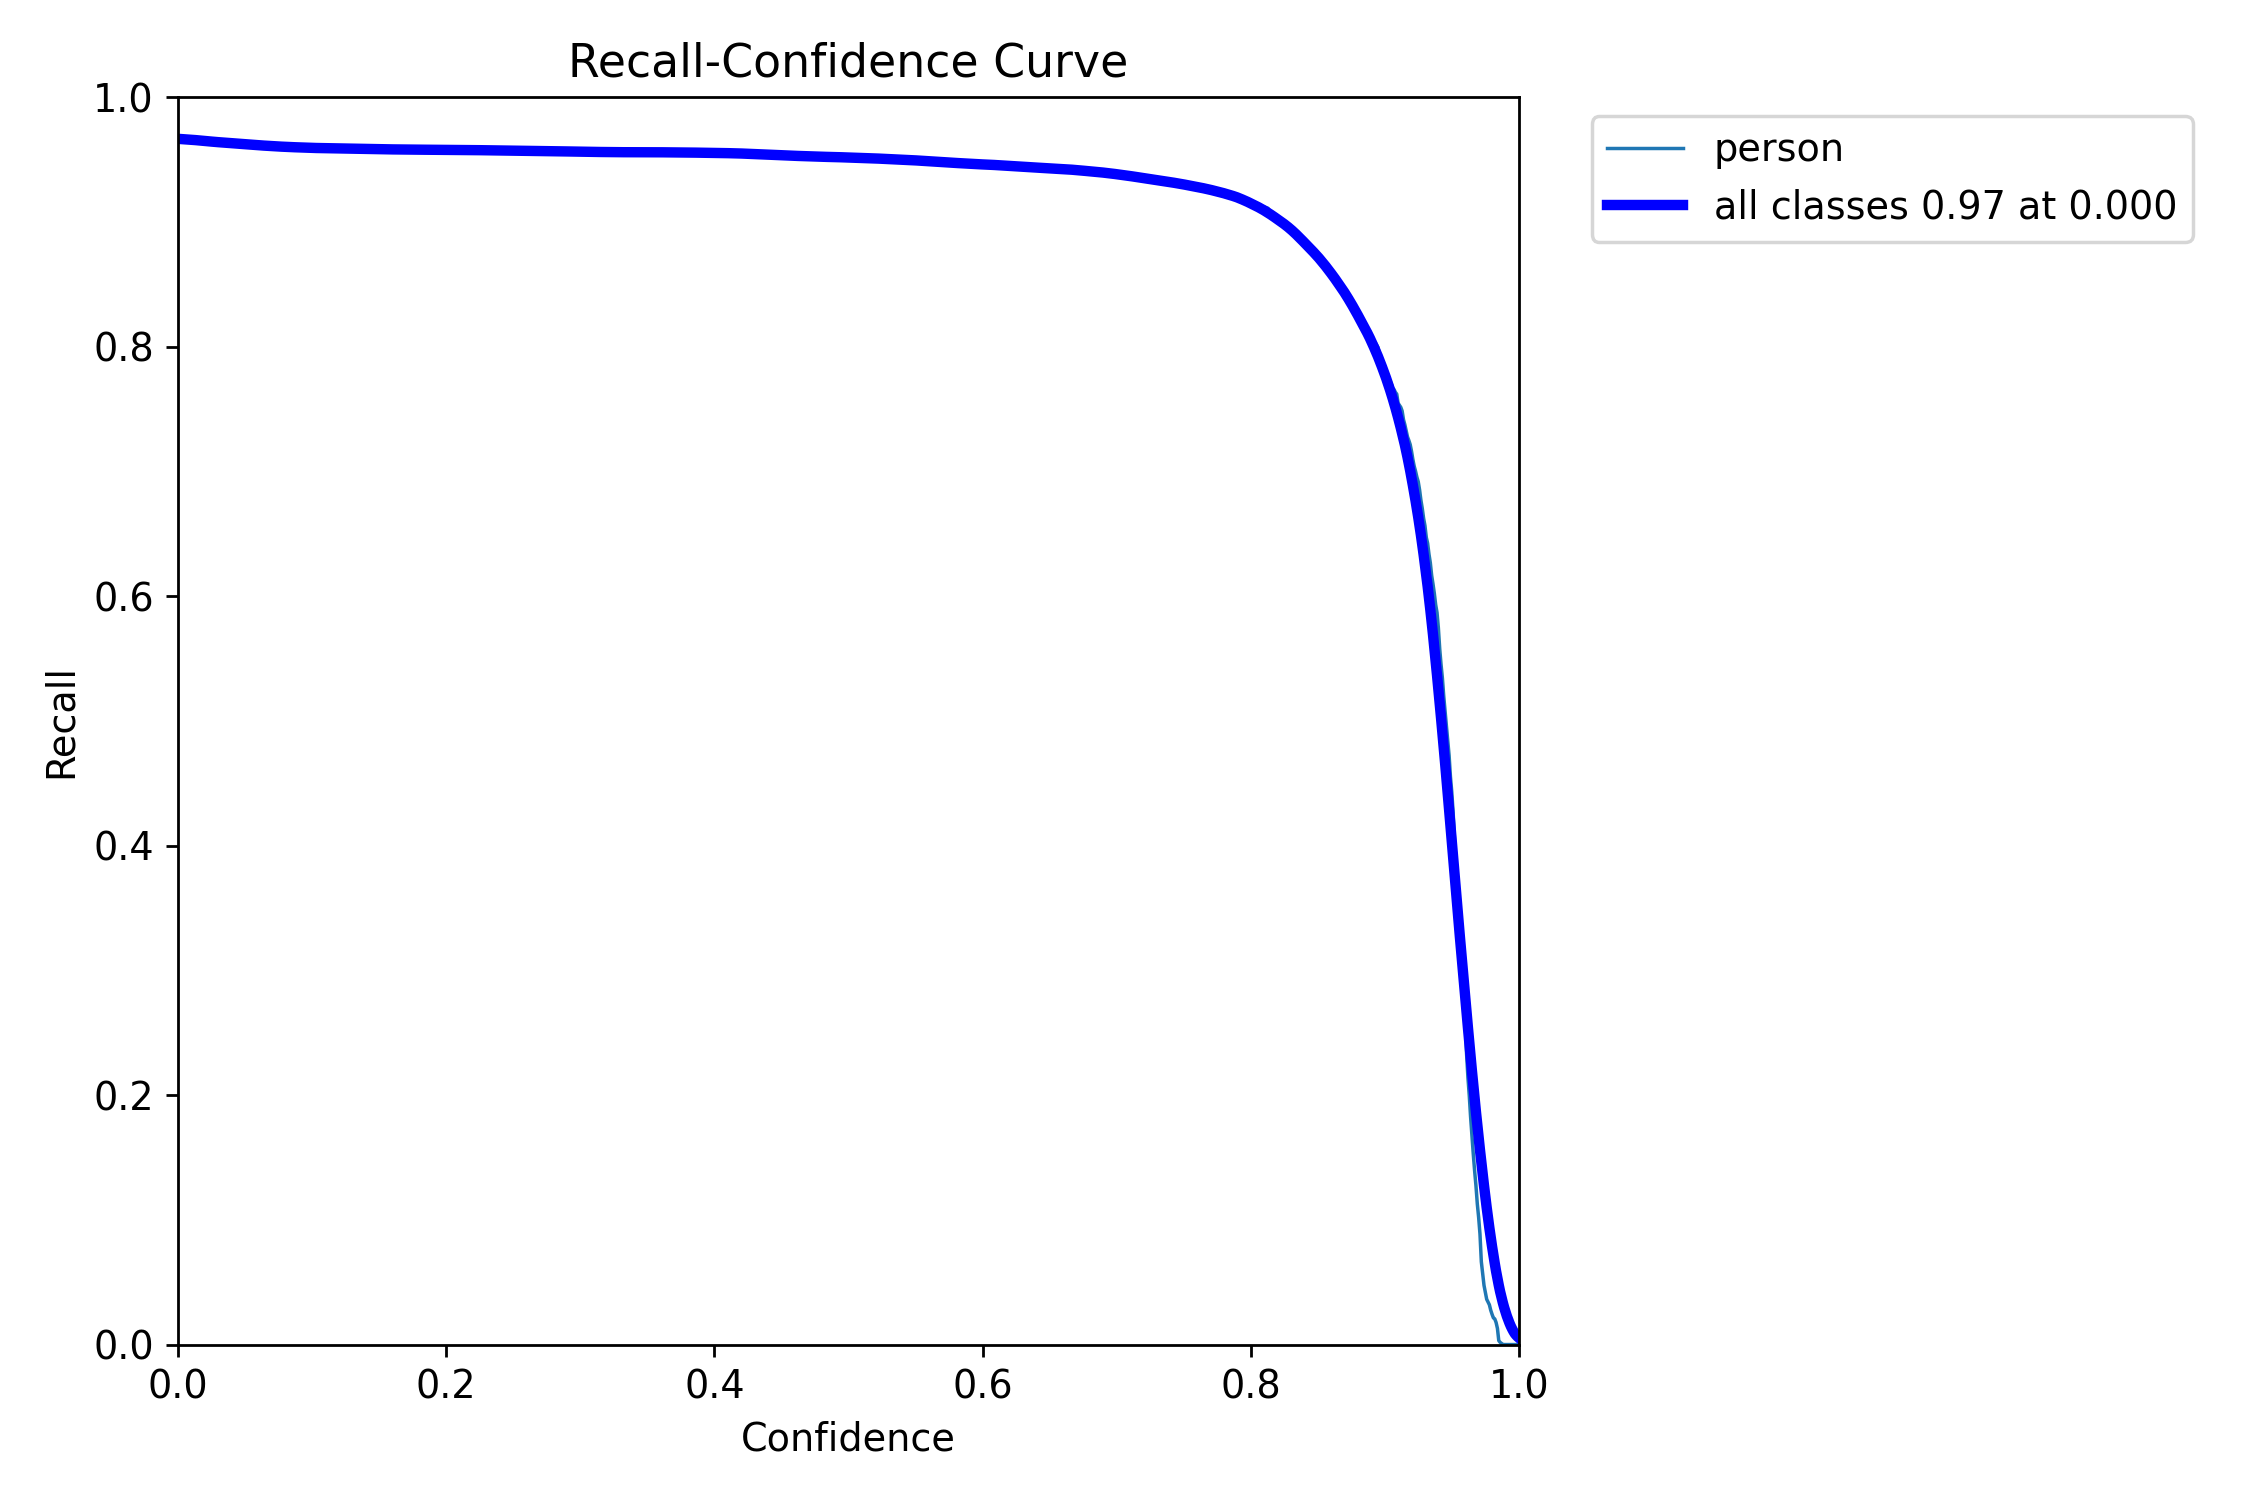 Recall-Confidence Curve
1.0
0.8
0.6
0.4
0.2
0.0
Recall
0.0 0.2 0.4 0.6 0.8 1.0
Confidence
person
all classes 0.97 at 0.000